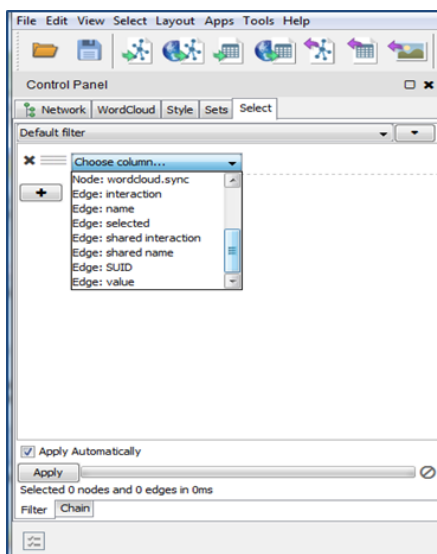 File Edit View Select Layout Apps Tools Help
Control Panel
Network WordCloud Style Sets Select
Default filter
Choose column...
Node: wordcloud.sync
Edge: interaction
Edge: name
Edge: selected
Edge: shared interaction
Edge: shared name
Edge: SUID
Edge: value
Apply Automatically
Apply
Selected 0 nodes and 0 edges in 0ms
Filter Chain